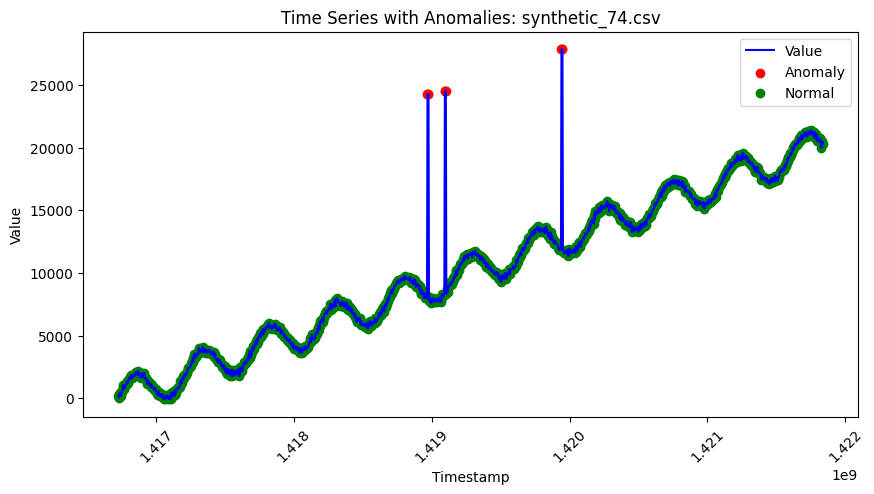 Time Series with Anomalies: synthetic_74.csv
Value
Anomaly
Normal
25000
20000
15000
10000
5000
0
Value
1.417
1.418
1.419
1.420
1.421
1.422
1e9
Timestamp